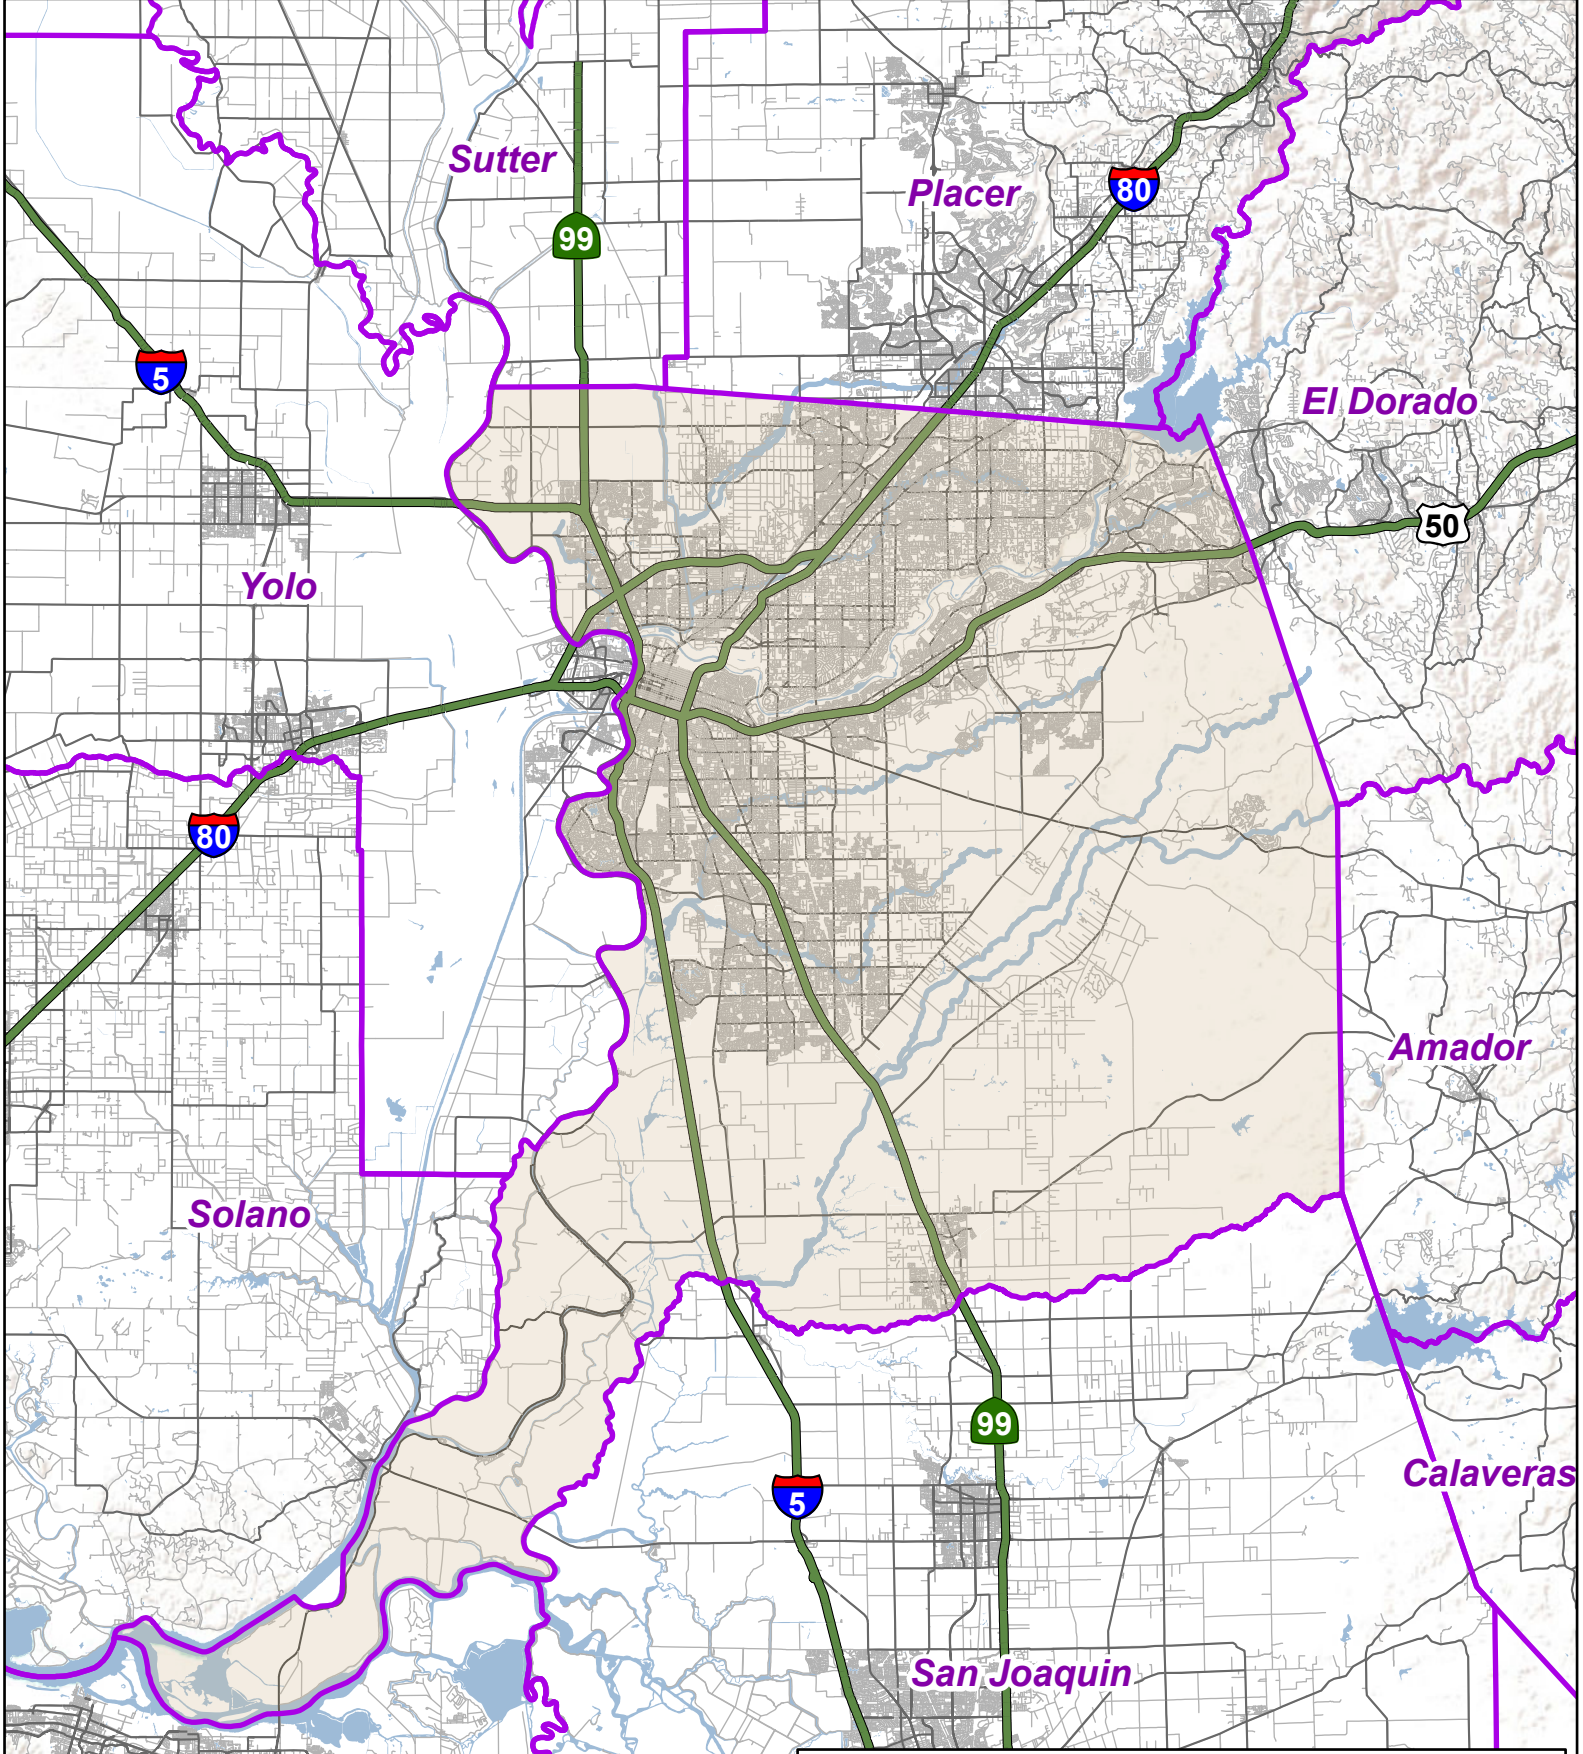 Sutter
Placer
80
99
5
El Dorado
50
Yolo
80
Amador
Solano
99
Calaveras
5
San Joaquin